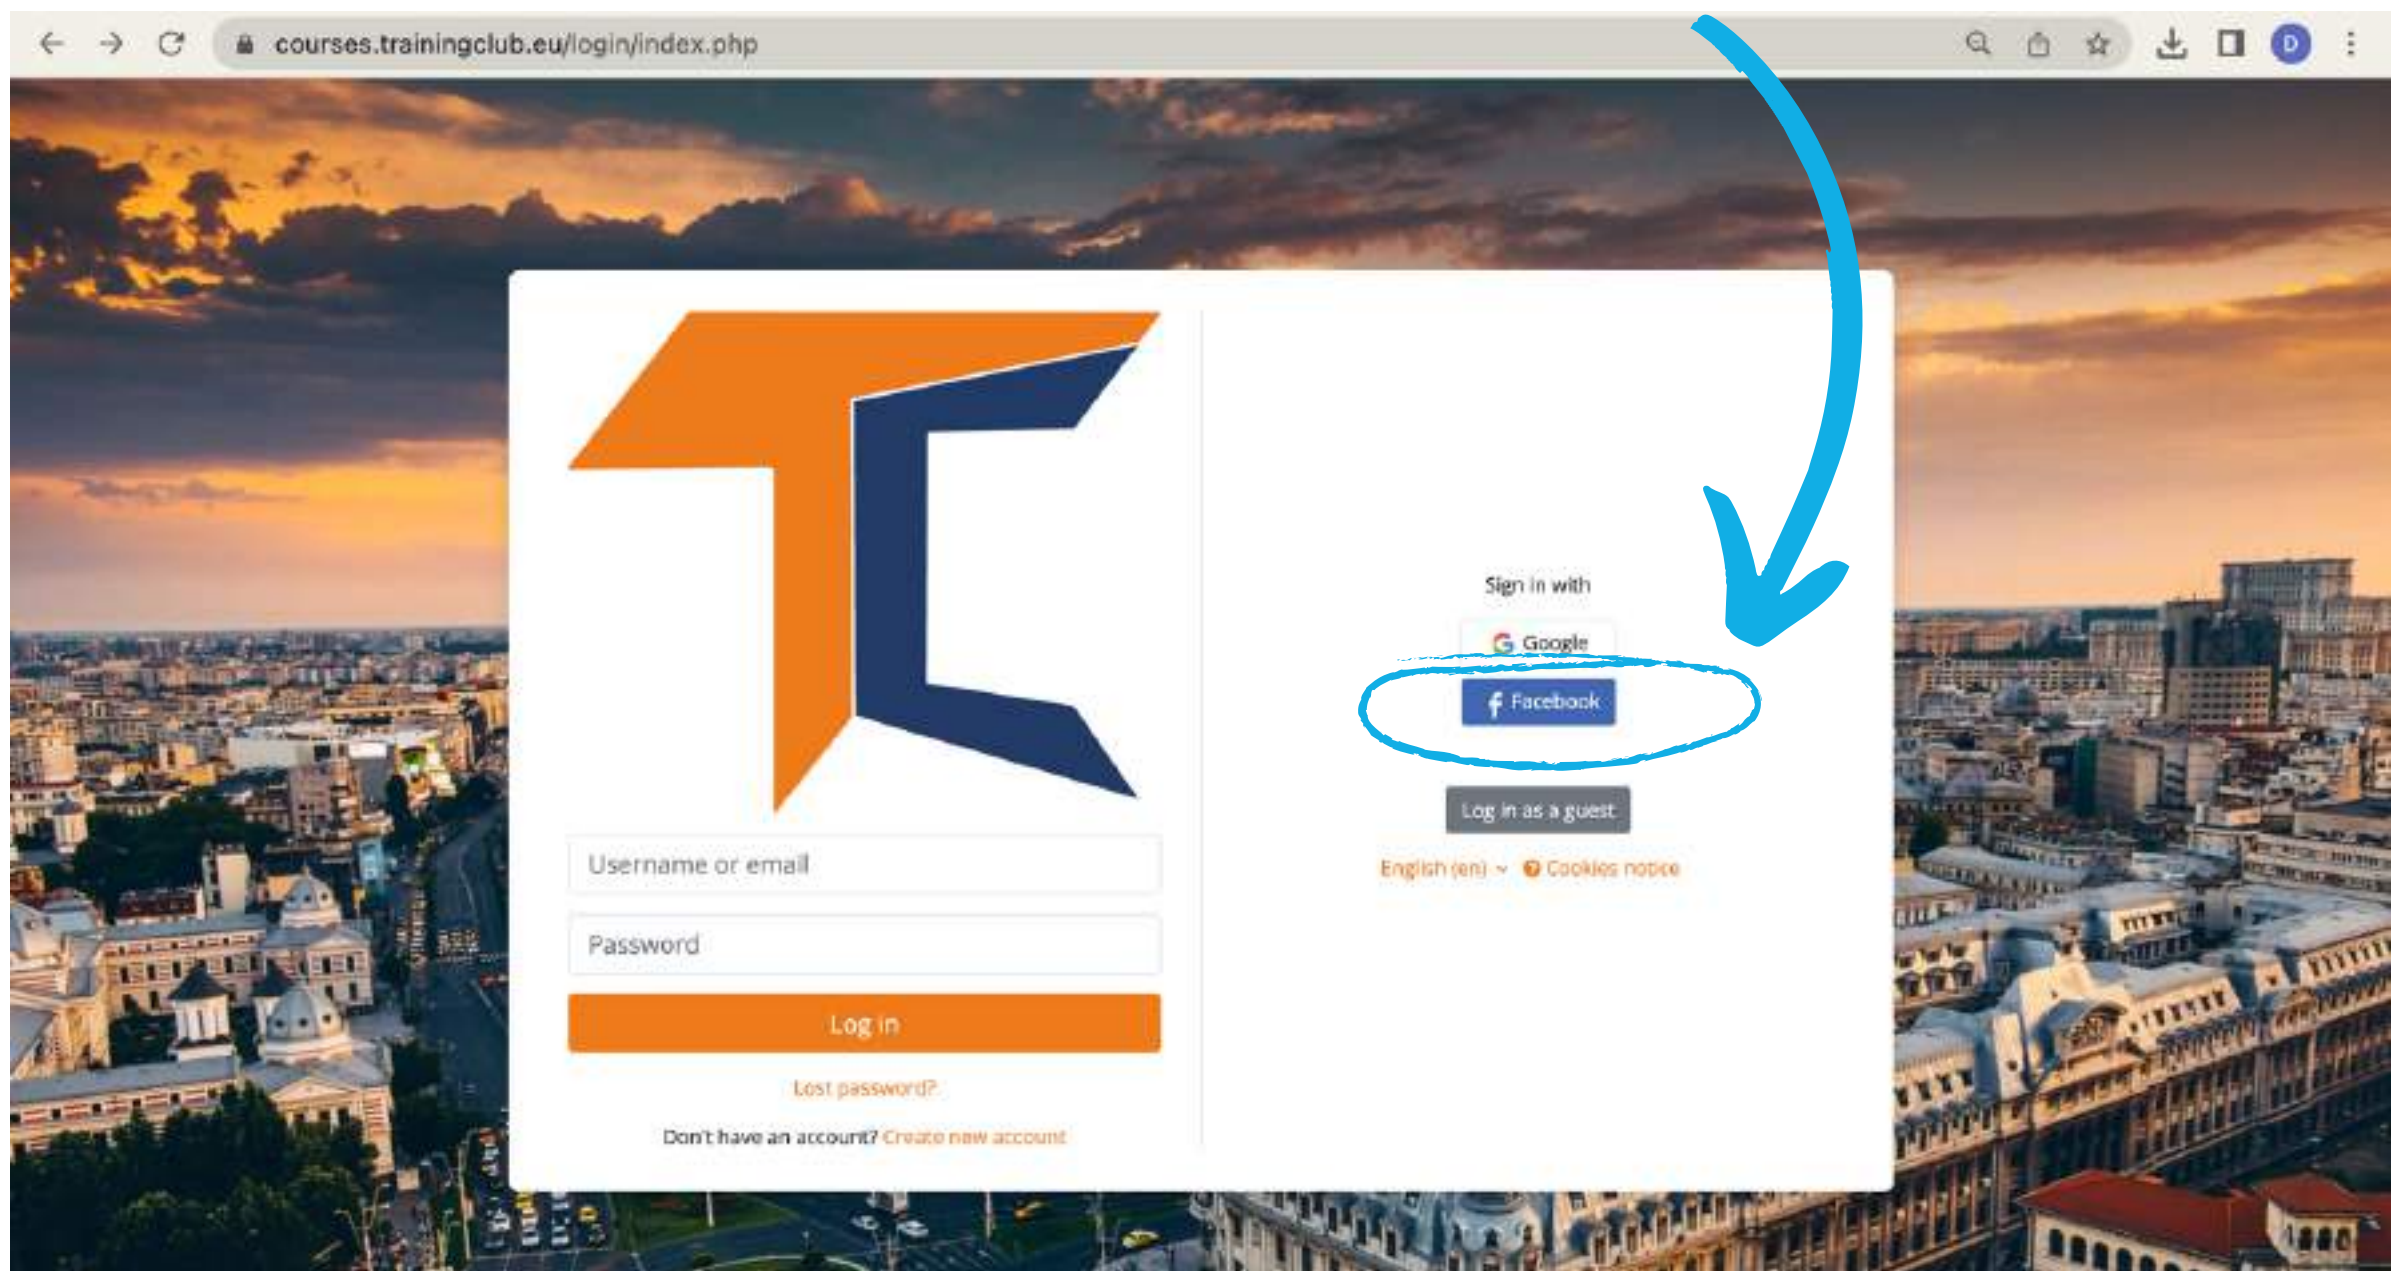 courses.trainingclub.eu/login/index.php
D
TC
Username or email
Password
Log in
Lost password?
Don't have an account? Create new account
Sign in with
G Google
f Facebook
Log in as a guest
English (en) ? Cookies notice